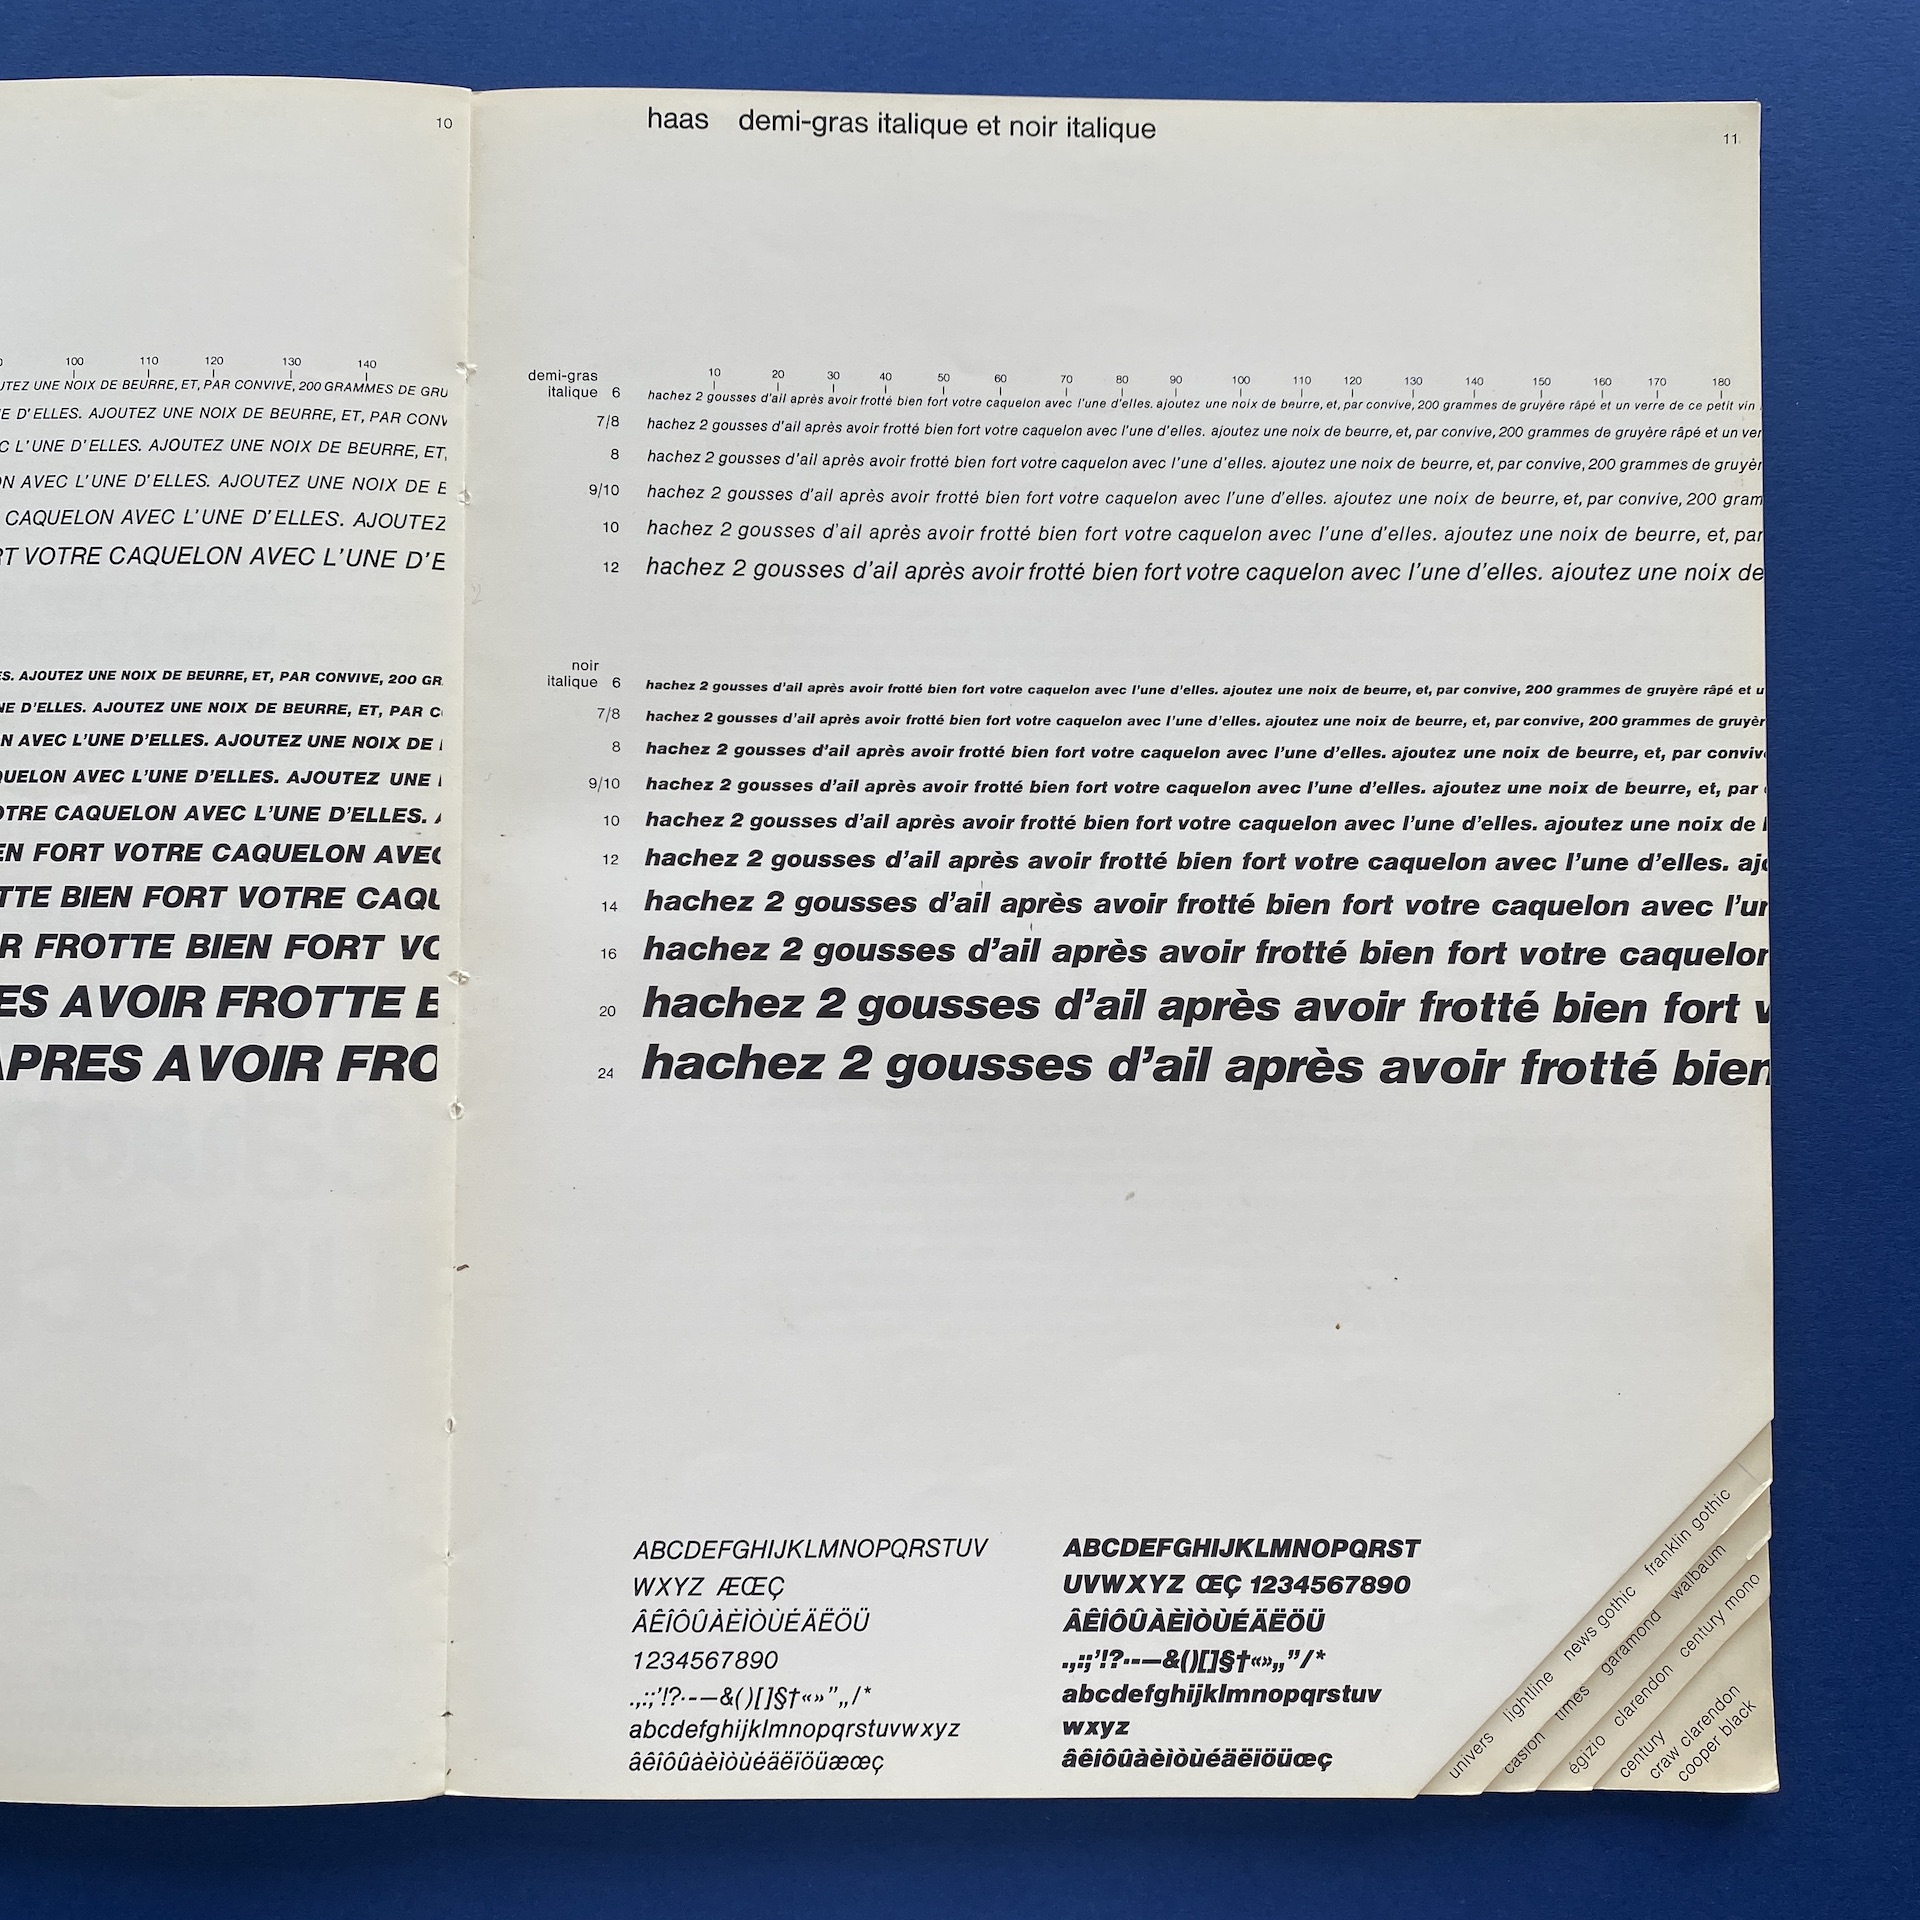 10
100 110 120 130 140
UTEZ UNE NOIX DE BEURRE, ET, PAR CONVIVE, 200 GRAMMES DE GRU
E D'ELLES. AJOUTEZ UNE NOIX DE BEURRE, ET, PAR CONV
C L'UNE D'ELLES. AJOUTEZ UNE NOIX DE BEURRE, ET,
ON AVEC L'UNE D'ELLES. AJOUTEZ UNE NOIX DE B
CAQUELON AVEC L'UNE D'ELLES. AJOUTEZ
RT VOTRE CAQUELON AVEC L'UNE D'E
ES. AJOUTEZ UNE NOIX DE BEURRE, ET, PAR CONVIVE, 200 GR
NE D'ELLES. AJOUTEZ UNE NOIX DE BEURRE, ET, PAR C
N AVEC L'UNE D'ELLES. AJOUTEZ UNE NOIX DE
QUELON AVEC L'UNE D'ELLES. AJOUTEZ UNE
OTRE CAQUELON AVEC L'UNE D'ELLES. A
EN FORT VOTRE CAQUELON AVEC
TTE BIEN FORT VOTRE CAQU
R FROTTE BIEN FORT VO
ES AVOIR FROTTE B
APRES AVOIR FRO
haas demi-gras italique et noir italique
11
10 20 30 40 50 60 70 80 90 100 110 120 130 140 150 160 170 180
demi-gras
italique 6 hachez 2 gousses d'ail après avoir frotté bien fort votre caquelon avec l'une d'elles. ajoutez une noix de beurre, et, par convive, 200 grammes de gruyère râpé et un verre de ce petit vin
7/8 hachez 2 gousses d'ail après avoir frotté bien fort votre caquelon avec l'une d'elles. ajoutez une noix de beurre, et, par convive, 200 grammes de gruyère râpé et un ver
8 hachez 2 gousses d'ail après avoir frotté bien fort votre caquelon avec l'une d'elles. ajoutez une noix de beurre, et, par convive, 200 grammes de gruyèr
9/10 hachez 2 gousses d'ail après avoir frotté bien fort votre caquelon avec l'une d'elles. ajoutez une noix de beurre, et, par convive, 200 gram
10 hachez 2 gousses d'ail après avoir frotté bien fort votre caquelon avec l'une d'elles. ajoutez une noix de beurre, et, par
12 hachez 2 gousses d'ail après avoir frotté bien fort votre caquelon avec l'une d'elles. ajoutez une noix de
noir
italique 6 hachez 2 gousses d'ail après avoir frotté bien fort votre caquelon avec l'une d'elles. ajoutez une noix de beurre, et, par convive, 200 grammes de gruyère râpé et u
7/8 hachez 2 gousses d'ail après avoir frotté bien fort votre caquelon avec l'une d'elles. ajoutez une noix de beurre, et, par convive, 200 grammes de gruyèr
8 hachez 2 gousses d'ail après avoir frotté bien fort votre caquelon avec l'une d'elles. ajoutez une noix de beurre, et, par conviv
9/10 hachez 2 gousses d'ail après avoir frotté bien fort votre caquelon avec l'une d'elles. ajoutez une noix de beurre, et, par
10 hachez 2 gousses d'ail après avoir frotté bien fort votre caquelon avec l'une d'elles. ajoutez une noix de
12 hachez 2 gousses d'ail après avoir frotté bien fort votre caquelon avec l'une d'elles. ajo
14 hachez 2 gousses d'ail après avoir frotté bien fort votre caquelon avec l'un
16 hachez 2 gousses d'ail après avoir frotté bien fort votre caquelon
20 hachez 2 gousses d'ail après avoir frotté bien fort v
24 hachez 2 gousses d'ail après avoir frotté bien
ABCDEFGHIJKLMNOPQRSTUV
WXYZ ÆŒÇ
ÂÊÎÔÛÀÈÌÒÙÉÄËÖÜ
1234567890
.,:;'!?·-—&()[]§†«»”„/*
abcdefghijklmnopqrstuvwxyz
âêîôûàèìòùéäëïöüæœç
ABCDEFGHIJKLMNOPQRST
UVWXYZ ŒÇ 1234567890
ÂÊÎÔÛÀÈÌÒÙÉÄËÖÜ
.,:;'!?·-—&()[]§†«»„”/*
abcdefghijklmnopqrstuv
wxyz
âêîôûàèìòùéäëïöüœç
univers lightline news gothic franklin gothic
caslon times garamond walbaum
égizio clarendon century mono
century craw clarendon
cooper black